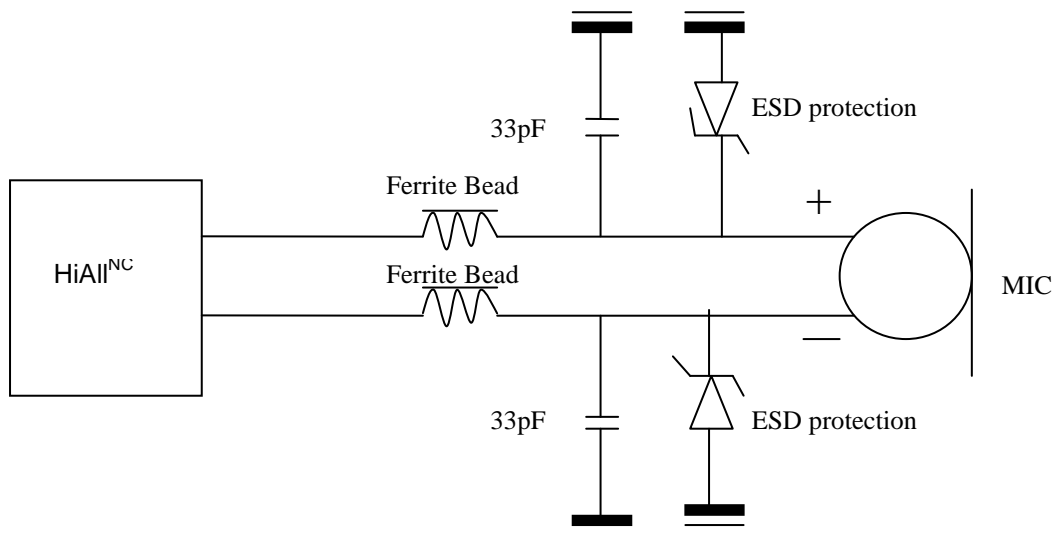 ESD protection
33pF
Ferrite Bead
+
HiAll^NC
Ferrite Bead
MIC
—
33pF
ESD protection